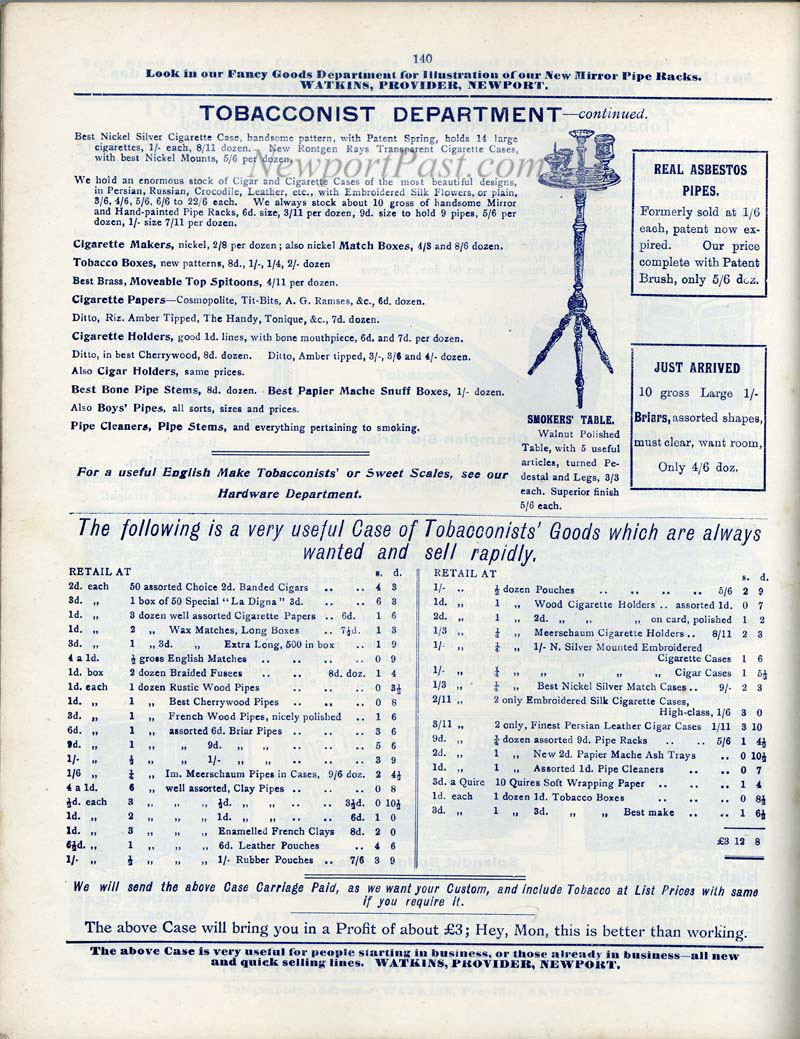 140
Look in our Fancy Goods Department for Illustration of our New Mirror Pipe Racks.
WATKINS, PROVIDER, NEWPORT.
TOBACCONIST DEPARTMENT—continued.
Best Nickel Silver Cigarette Case, handsome pattern, with Patent Spring, holds 14 large
cigarettes, 1/- each, 8/11 dozen. New Rontgen Rays Transparent Cigarette Cases,
with best Nickel Mounts, 5/6 per dozen.
NewportPast.com
We hold an enormous stock of Cigar and Cigarette Cases of the most beautiful designs,
in Persian, Russian, Crocodile, Leather, etc., with Embroidered Silk Flowers, or plain,
3/6, 4/6, 5/6, 6/6 to 22/6 each. We always stock about 10 gross of handsome Mirror
and Hand-painted Pipe Racks, 6d. size, 3/11 per dozen, 9d. size to hold 9 pipes, 5/6 per
dozen, 1/- size 7/11 per dozen.
Cigarette Makers, nickel, 2/8 per dozen; also nickel Match Boxes, 4/3 and 8/6 dozen.
Tobacco Boxes, new patterns, 8d., 1/-, 1/4, 2/- dozen
Best Brass, Moveable Top Spitoons, 4/11 per dozen.
Cigarette Papers—Cosmopolite, Tit-Bits, A. G. Ramses, &c., 6d. dozen.
Ditto, Riz. Amber Tipped, The Handy, Tonique, &c., 7d. dozen.
Cigarette Holders, good 1d. lines, with bone mouthpiece, 6d. and 7d. per dozen.
Ditto, in best Cherrywood, 8d. dozen. Ditto, Amber tipped, 3/-, 3/6 and 4/- dozen.
Also Cigar Holders, same prices.
Best Bone Pipe Stems, 8d. dozen. Best Papier Mache Snuff Boxes, 1/- dozen.
Also Boys' Pipes, all sorts, sizes and prices.
Pipe Cleaners, Pipe Stems, and everything pertaining to smoking.
For a useful English Make Tobacconists' or Sweet Scales, see our
Hardware Department.
SMOKERS' TABLE.
Walnut Polished
Table, with 5 useful
articles, turned Pe-
destal and Legs, 3/3
each. Superior finish
5/6 each.
REAL ASBESTOS
PIPES.
Formerly sold at 1/6
each, patent now ex-
pired. Our price
complete with Patent
Brush, only 5/6 doz.
JUST ARRIVED
10 gross Large 1/-
Briars, assorted shapes,
must clear, want room,
Only 4/6 doz.
The following is a very useful Case of Tobacconists' Goods which are always
wanted and sell rapidly.
RETAIL AT s. d.
2d. each 50 assorted Choice 2d. Banded Cigars .. .. 4 3
3d. ,, 1 box of 50 Special "La Digna" 3d. .. .. 6 3
1d. ,, 3 dozen well assorted Cigarette Papers .. 6d. 1 6
1d. ,, 2 ,, Wax Matches, Long Boxes .. 7½d. 1 3
3d. ,, 1 ,, 3d. ,, Extra Long, 500 in box .. 1 9
4 a 1d. ½ gross English Matches .. .. .. .. 0 9
1d. box 2 dozen Braided Fusees .. .. 8d. doz. 1 4
1d. each 1 dozen Rustic Wood Pipes .. .. .. 0 3½
1d. ,, 1 ,, Best Cherrywood Pipes .. .. .. 0 8
3d. ,, 1 ,, French Wood Pipes, nicely polished .. 1 6
6d. ,, 1 ,, assorted 6d. Briar Pipes .. .. .. 3 6
9d. ,, 1 ,, ,, 9d. ,, ,, .. .. .. 5 6
1/- ,, ½ ,, ,, 1/- ,, ,, .. .. .. 3 9
1/6 ,, ¼ ,, Im. Meerschaum Pipes in Cases, 9/6 doz. 2 4½
4 a 1d. 6 ,, well assorted, Clay Pipes .. .. .. 0 8
½d. each 3 ,, ,, ,, ½d. ,, ,, .. .. 3½d. 0 10½
1d. ,, 2 ,, ,, ,, 1d. ,, ,, .. .. 6d. 1 0
1d. ,, 3 ,, ,, ,, Enamelled French Clays 8d. 2 0
6½d. ,, 1 ,, ,, ,, 6d. Leather Pouches .. .. 4 6
1/- ,, ½ ,, ,, ,, 1/- Rubber Pouches .. 7/6 3 9
RETAIL AT s. d.
1/- ,, ½ dozen Pouches .. .. .. .. 5/6 2 9
1d. ,, 1 ,, Wood Cigarette Holders .. assorted 1d. 0 7
2d. ,, 1 ,, 2d. ,, ,, ,, on card, polished 1 2
1/3 ,, ¼ ,, Meerschaum Cigarette Holders .. 8/11 2 3
1/- ,, ¼ ,, 1/- N. Silver Mounted Embroidered
Cigarette Cases 1 6
1/- ,, ¼ ,, ,, ,, ,, ,, Cigar Cases 1 5½
1/3 ,, ¼ ,, Best Nickel Silver Match Cases .. 9/- 2 3
2/11 ,, 2 only Embroidered Silk Cigarette Cases,
High-class, 1/6 3 0
3/11 ,, 2 only, Finest Persian Leather Cigar Cases 1/11 3 10
9d. ,, ¼ dozen assorted 9d. Pipe Racks .. .. 5/6 1 4½
2d. ,, 1 ,, New 2d. Papier Mache Ash Trays .. 0 10½
1d. ,, 1 ,, Assorted 1d. Pipe Cleaners .. .. 0 7
3d. a Quire 10 Quires Soft Wrapping Paper .. .. .. 1 4
1d. each 1 dozen 1d. Tobacco Boxes .. .. .. 0 8½
3d. ,, 1 ,, 3d. ,, ,, Best make .. .. 1 6½
£3 12 8
We will send the above Case Carriage Paid, as we want your Custom, and include Tobacco at List Prices with same
if you require it.
The above Case will bring you in a Profit of about £3; Hey, Mon, this is better than working.
The above Case is very useful for people starting in business, or those already in business—all new
and quick selling lines. WATKINS, PROVIDER, NEWPORT.